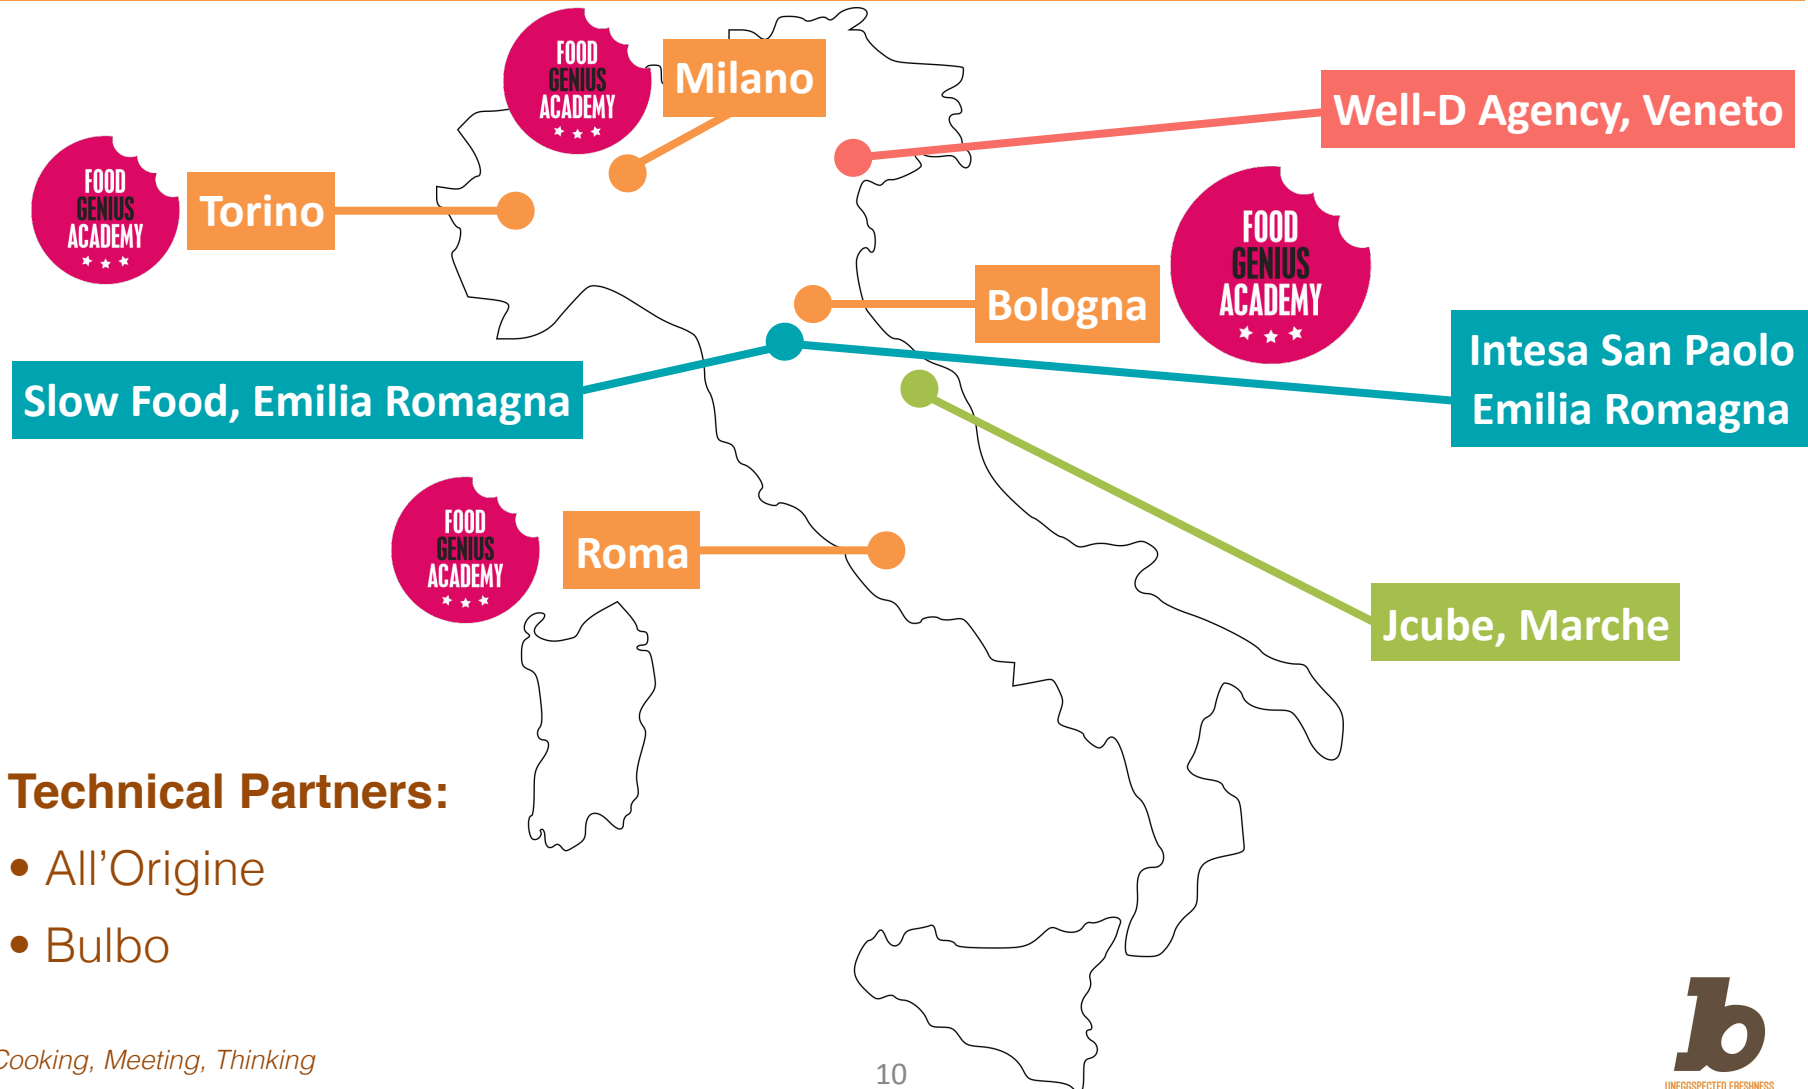 FOOD
GENIUS
ACADEMY
Milano
Well-D Agency, Veneto
FOOD
GENIUS
ACADEMY
Torino
FOOD
GENIUS
ACADEMY
Bologna
Intesa San Paolo
Emilia Romagna
Slow Food, Emilia Romagna
FOOD
GENIUS
ACADEMY
Roma
Jcube, Marche
Technical Partners:
• All’Origine
• Bulbo
Cooking, Meeting, Thinking
10
b
UNEGGSPECTED FRESHNESS